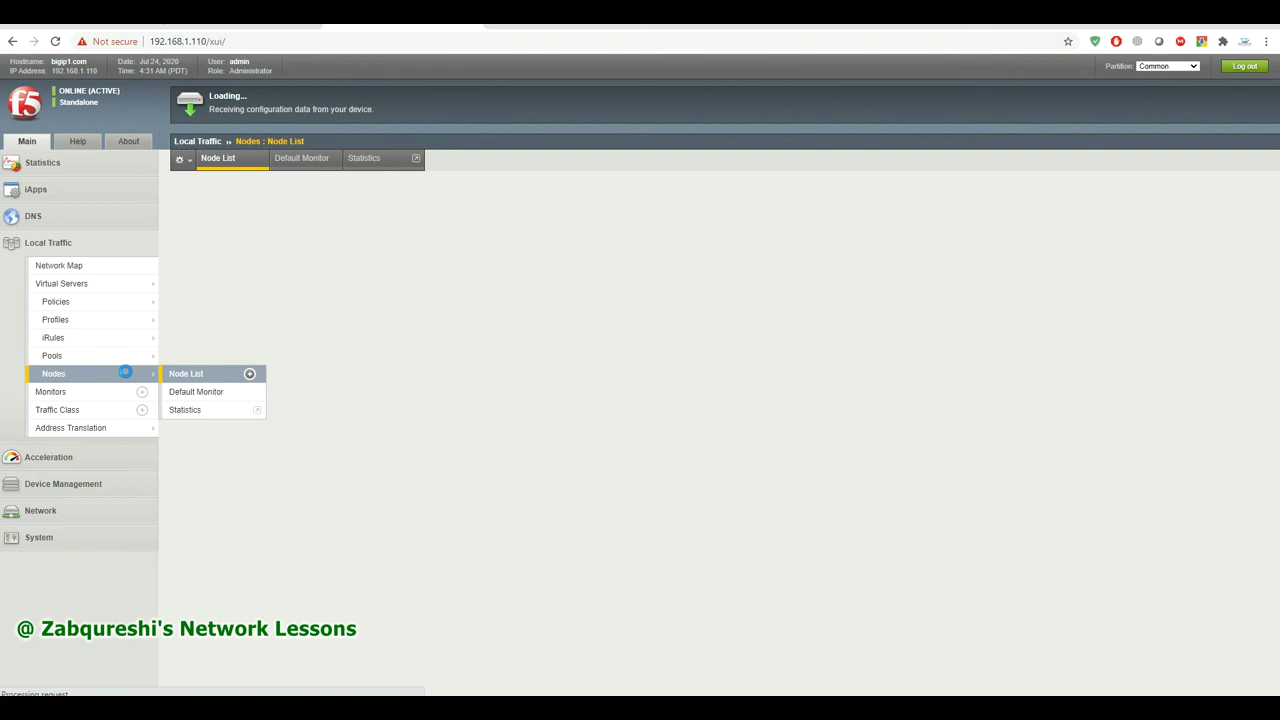 Not secure 192.168.1.110/xui/
Hostname: bigip1.com Date: Jul 24, 2020 User: admin
IP Address: 192.168.1.110 Time: 4:31 AM (PDT) Role: Administrator
Partition: Common Log out
f5
ONLINE (ACTIVE)
Standalone
Loading...
Receiving configuration data from your device.
Main Help About
Local Traffic ›› Nodes : Node List
Node List Default Monitor Statistics
Statistics
iApps
DNS
Local Traffic
Network Map
Virtual Servers
Policies
Profiles
iRules
Pools
Nodes
Node List
Monitors
Default Monitor
Traffic Class
Statistics
Address Translation
Acceleration
Device Management
Network
System
@ Zabqureshi's Network Lessons
Processing request